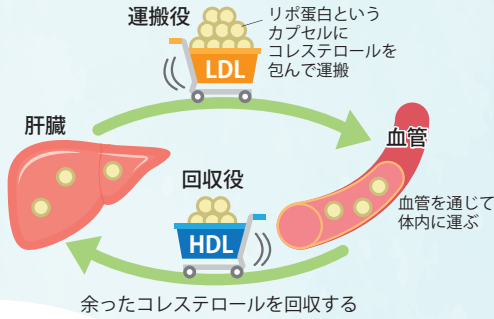 運搬役
リポ蛋白という
カプセルに
コレステロールを
包んで運搬
LDL
肝臓
血管
回収役
HDL
血管を通じて
体内に運ぶ
余ったコレステロールを回収する